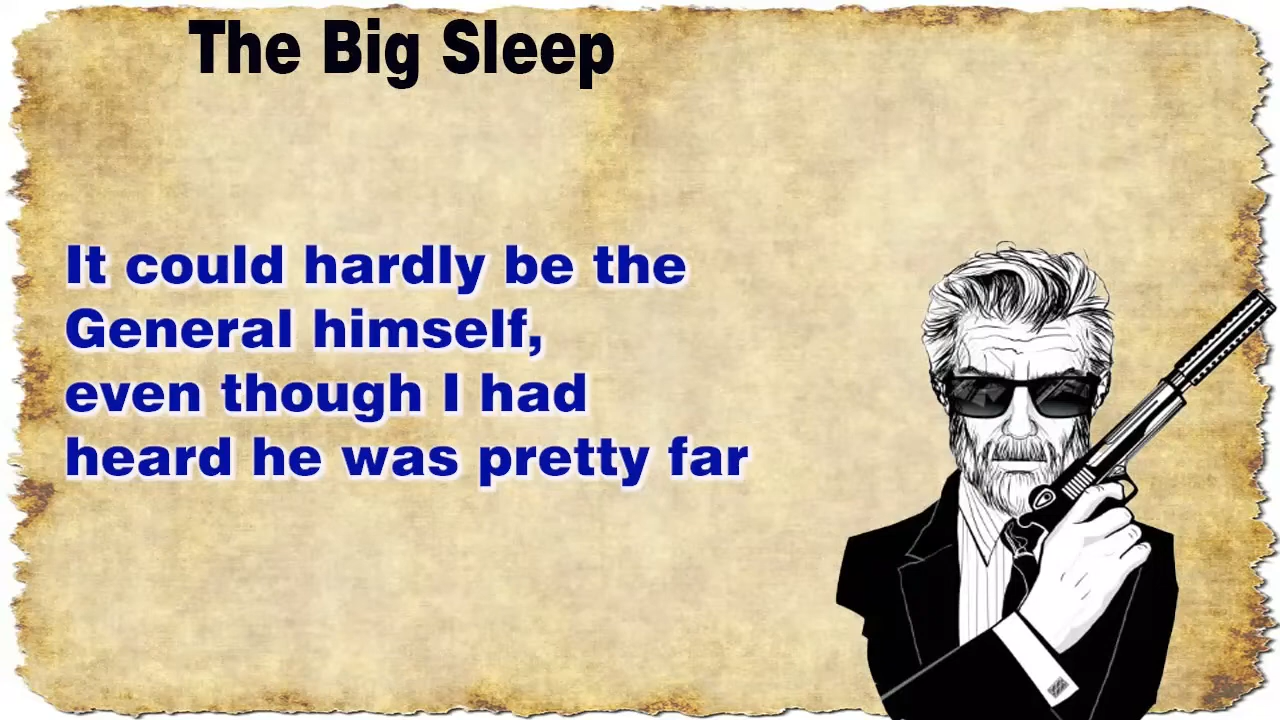 The Big Sleep
It could hardly be the
General himself,
even though I had
heard he was pretty far